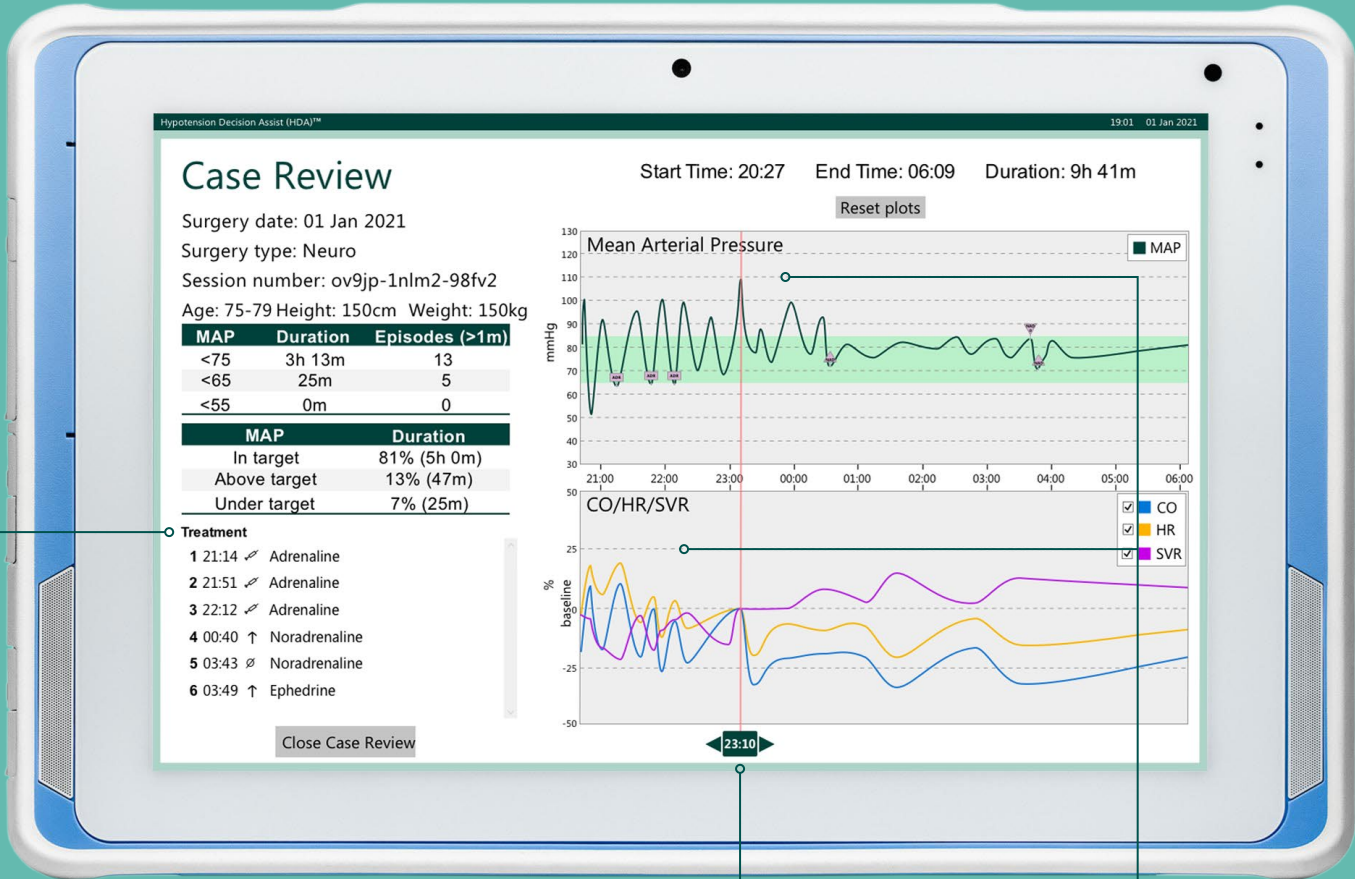 Hypotension Decision Assist (HDA)™ 19:01 01 Jan 2021
Case Review
Start Time: 20:27 End Time: 06:09 Duration: 9h 41m
Reset plots
Surgery date: 01 Jan 2021
Surgery type: Neuro
Session number: ov9jp-1nlm2-98fv2
Age: 75-79 Height: 150cm Weight: 150kg
MAP Duration Episodes (>1m)
<75 3h 13m 13
<65 25m 5
<55 0m 0
MAP Duration
In target 81% (5h 0m)
Above target 13% (47m)
Under target 7% (25m)
Treatment
1 21:14 Adrenaline
2 21:51 Adrenaline
3 22:12 Adrenaline
4 00:40 ↑ Noradrenaline
5 03:43 Ø Noradrenaline
6 03:49 ↑ Ephedrine
Close Case Review
Mean Arterial Pressure
MAP
mmHg
130
120
110
100
90
80
70
60
50
40
30
ADR ADR ADR
21:00 22:00 23:00 00:00 01:00 02:00 03:00 04:00 05:00 06:00
CO/HR/SVR
CO
HR
SVR
% baseline
50
25
0
-25
-50
23:10